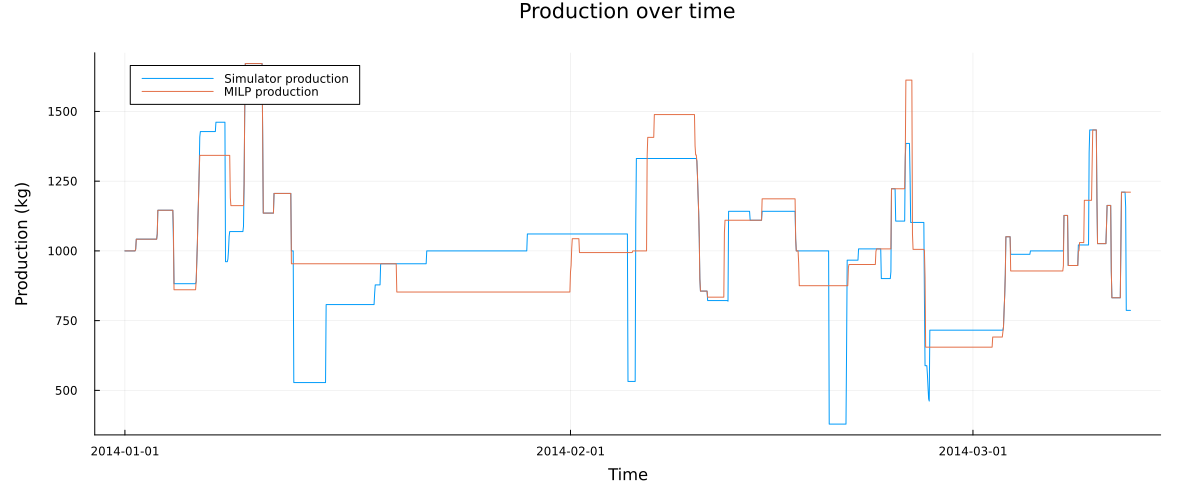 Production over time
Simulator production
MILP production
Production (kg)
1500
1250
1000
750
500
2014-01-01
2014-02-01
2014-03-01
Time